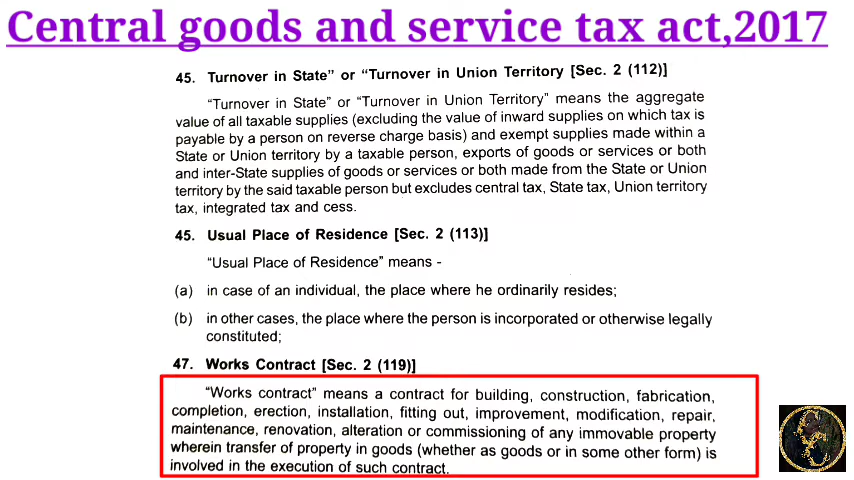 Central goods and service tax act,2017
45. Turnover in State" or "Turnover in Union Territory [Sec. 2 (112)]
"Turnover in State" or "Turnover in Union Territory" means the aggregate
value of all taxable supplies (excluding the value of inward supplies on which tax is
payable by a person on reverse charge basis) and exempt supplies made within a
State or Union territory by a taxable person, exports of goods or services or both
and inter-State supplies of goods or services or both made from the State or Union
territory by the said taxable person but excludes central tax, State tax, Union territory
tax, integrated tax and cess.
45. Usual Place of Residence [Sec. 2 (113)]
"Usual Place of Residence" means -
(a) in case of an individual, the place where he ordinarily resides;
(b) in other cases, the place where the person is incorporated or otherwise legally
constituted;
47. Works Contract [Sec. 2 (119)]
"Works contract" means a contract for building, construction, fabrication,
completion, erection, installation, fitting out, improvement, modification, repair,
maintenance, renovation, alteration or commissioning of any immovable property
wherein transfer of property in goods (whether as goods or in some other form) is
involved in the execution of such contract.